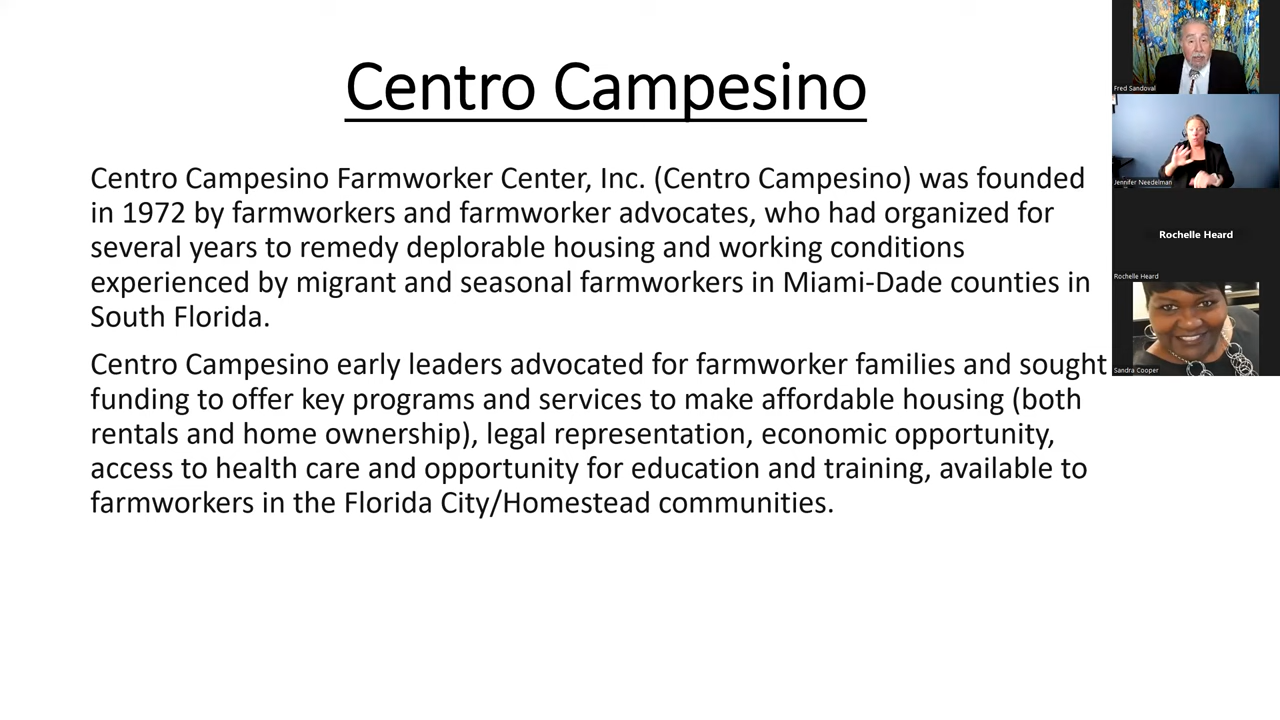 Centro Campesino
Centro Campesino Farmworker Center, Inc. (Centro Campesino) was founded
in 1972 by farmworkers and farmworker advocates, who had organized for
several years to remedy deplorable housing and working conditions
experienced by migrant and seasonal farmworkers in Miami-Dade counties in
South Florida.
Centro Campesino early leaders advocated for farmworker families and sought
funding to offer key programs and services to make affordable housing (both
rentals and home ownership), legal representation, economic opportunity,
access to health care and opportunity for education and training, available to
farmworkers in the Florida City/Homestead communities.
Fred Sandoval
Jennifer Needelman
Rochelle Heard
Rochelle Heard
Sandra Cooper